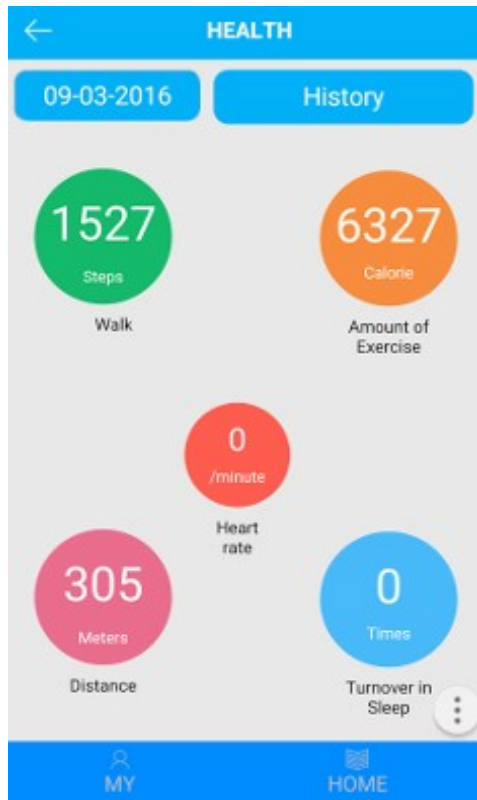 HEALTH
09-03-2016
History
1527
Steps
Walk
6327
Calorie
Amount of
Exercise
0
/minute
Heart
rate
305
Meters
Distance
0
Times
Turnover in
Sleep
MY
HOME